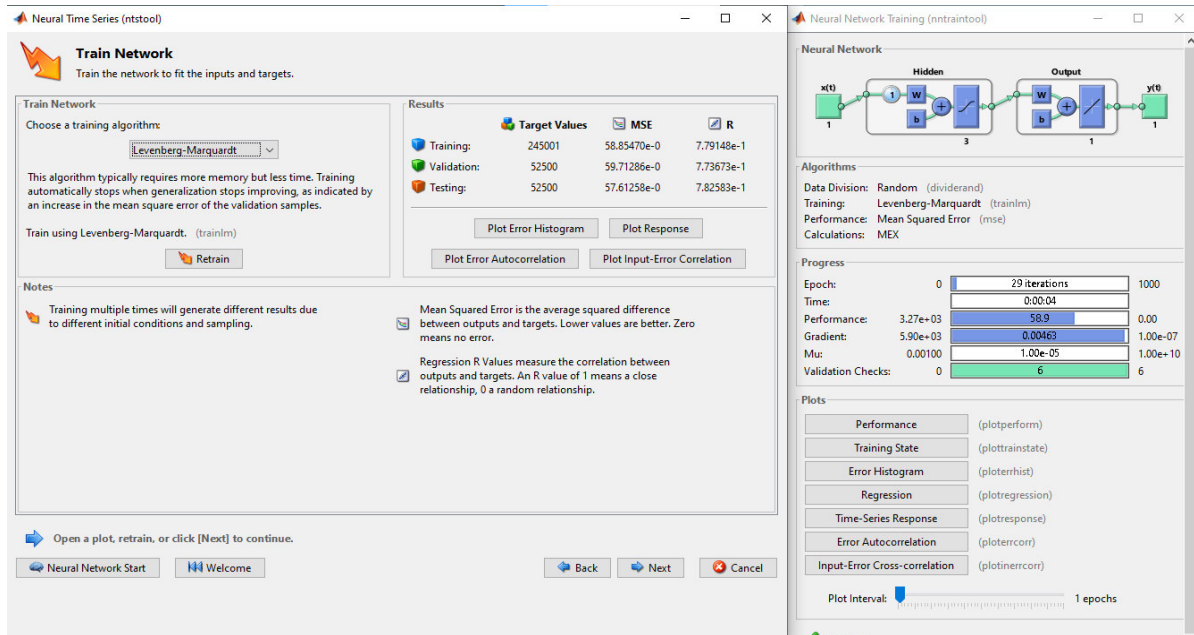 Neural Time Series (ntstool)
Train Network
Train the network to fit the inputs and targets.
Train Network
Choose a training algorithm:
Levenberg-Marquardt
This algorithm typically requires more memory but less time. Training
automatically stops when generalization stops improving, as indicated by
an increase in the mean square error of the validation samples.
Train using Levenberg-Marquardt. (trainlm)
Retrain
Results
Target Values MSE R
Training: 245001 58.85470e-0 7.79148e-1
Validation: 52500 59.71286e-0 7.73673e-1
Testing: 52500 57.61258e-0 7.82583e-1
Plot Error Histogram Plot Response
Plot Error Autocorrelation Plot Input-Error Correlation
Notes
Training multiple times will generate different results due
to different initial conditions and sampling.
Mean Squared Error is the average squared difference
between outputs and targets. Lower values are better. Zero
means no error.
Regression R Values measure the correlation between
outputs and targets. An R value of 1 means a close
relationship, 0 a random relationship.
Open a plot, retrain, or click [Next] to continue.
Neural Network Start Welcome Back Next Cancel
Neural Network Training (nntraintool)
Neural Network
Hidden Output
x(t) 1 W W y(t)
b b
1 3 1 1
Algorithms
Data Division: Random (dividerand)
Training: Levenberg-Marquardt (trainlm)
Performance: Mean Squared Error (mse)
Calculations: MEX
Progress
Epoch: 0 29 iterations 1000
Time: 0:00:04
Performance: 3.27e+03 58.9 0.00
Gradient: 5.90e+03 0.00463 1.00e-07
Mu: 0.00100 1.00e-05 1.00e+10
Validation Checks: 0 6 6
Plots
Performance (plotperform)
Training State (plottrainstate)
Error Histogram (ploterrhist)
Regression (plotregression)
Time-Series Response (plotresponse)
Error Autocorrelation (ploterrcorr)
Input-Error Cross-correlation (plotinerrcorr)
Plot Interval: 1 epochs